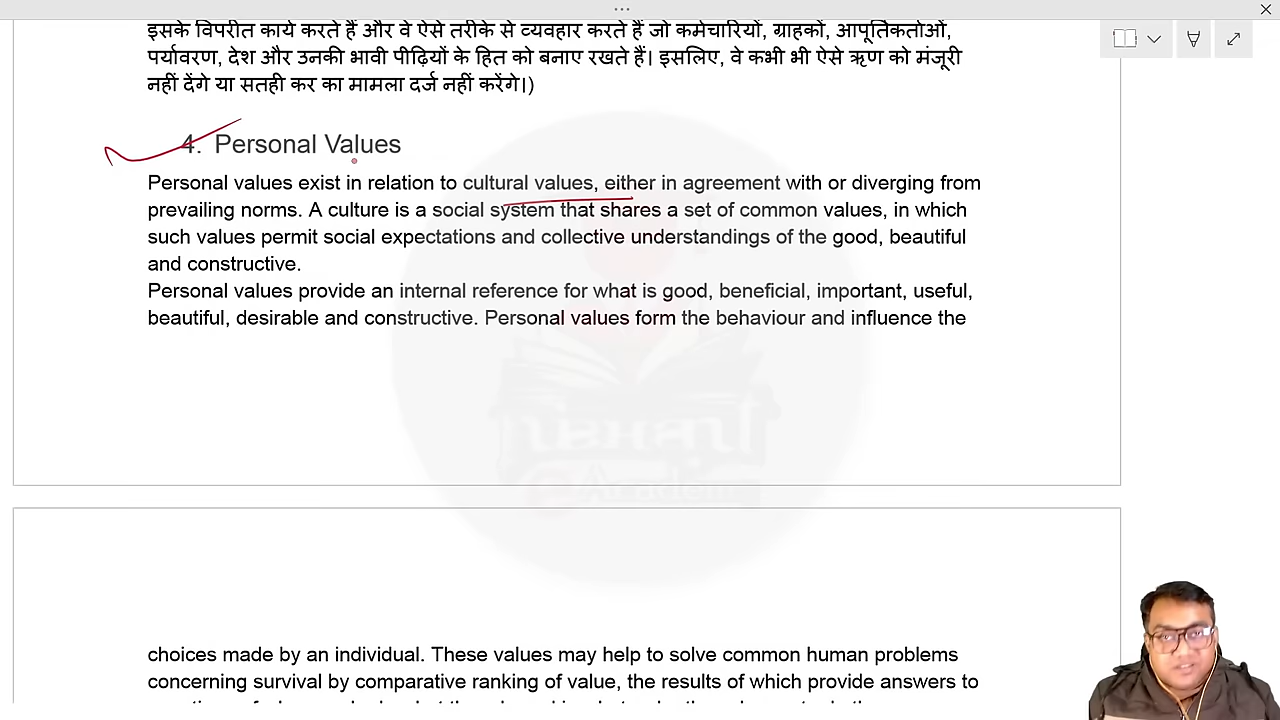 इसके विपरीत कार्य करते हैं और वे ऐसे तरीके से व्यवहार करते हैं जो कर्मचारियों, ग्राहकों, आपूर्तिकर्ताओं,
पर्यावरण, देश और उनकी भावी पीढ़ियों के हित को बनाए रखते हैं। इसलिए, वे कभी भी ऐसे ऋण को मंजूरी
नहीं देंगे या सतही कर का मामला दर्ज नहीं करेंगे।)
4. Personal Values
Personal values exist in relation to cultural values, either in agreement with or diverging from
prevailing norms. A culture is a social system that shares a set of common values, in which
such values permit social expectations and collective understandings of the good, beautiful
and constructive.
Personal values provide an internal reference for what is good, beneficial, important, useful,
beautiful, desirable and constructive. Personal values form the behaviour and influence the
choices made by an individual. These values may help to solve common human problems
concerning survival by comparative ranking of value, the results of which provide answers to